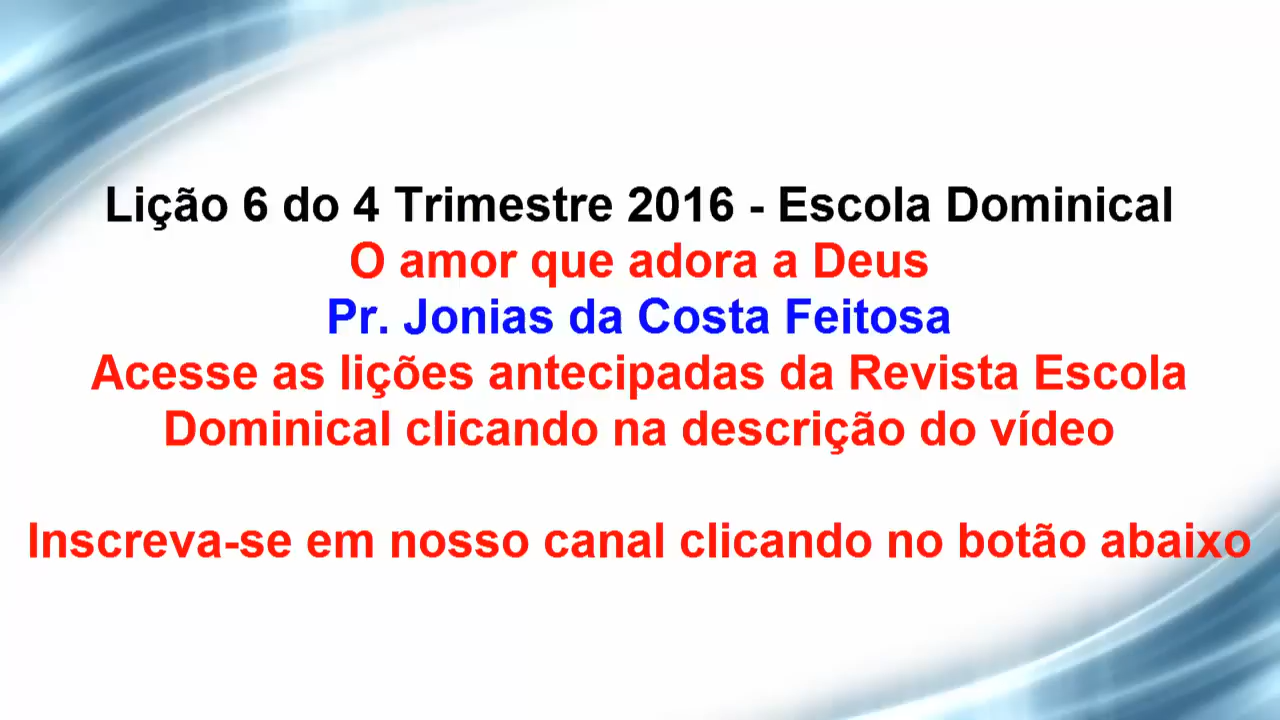 Lição 6 do 4 Trimestre 2016 - Escola Dominical
O amor que adora a Deus
Pr. Jonias da Costa Feitosa
Acesse as lições antecipadas da Revista Escola
Dominical clicando na descrição do vídeo
Inscreva-se em nosso canal clicando no botão abaixo